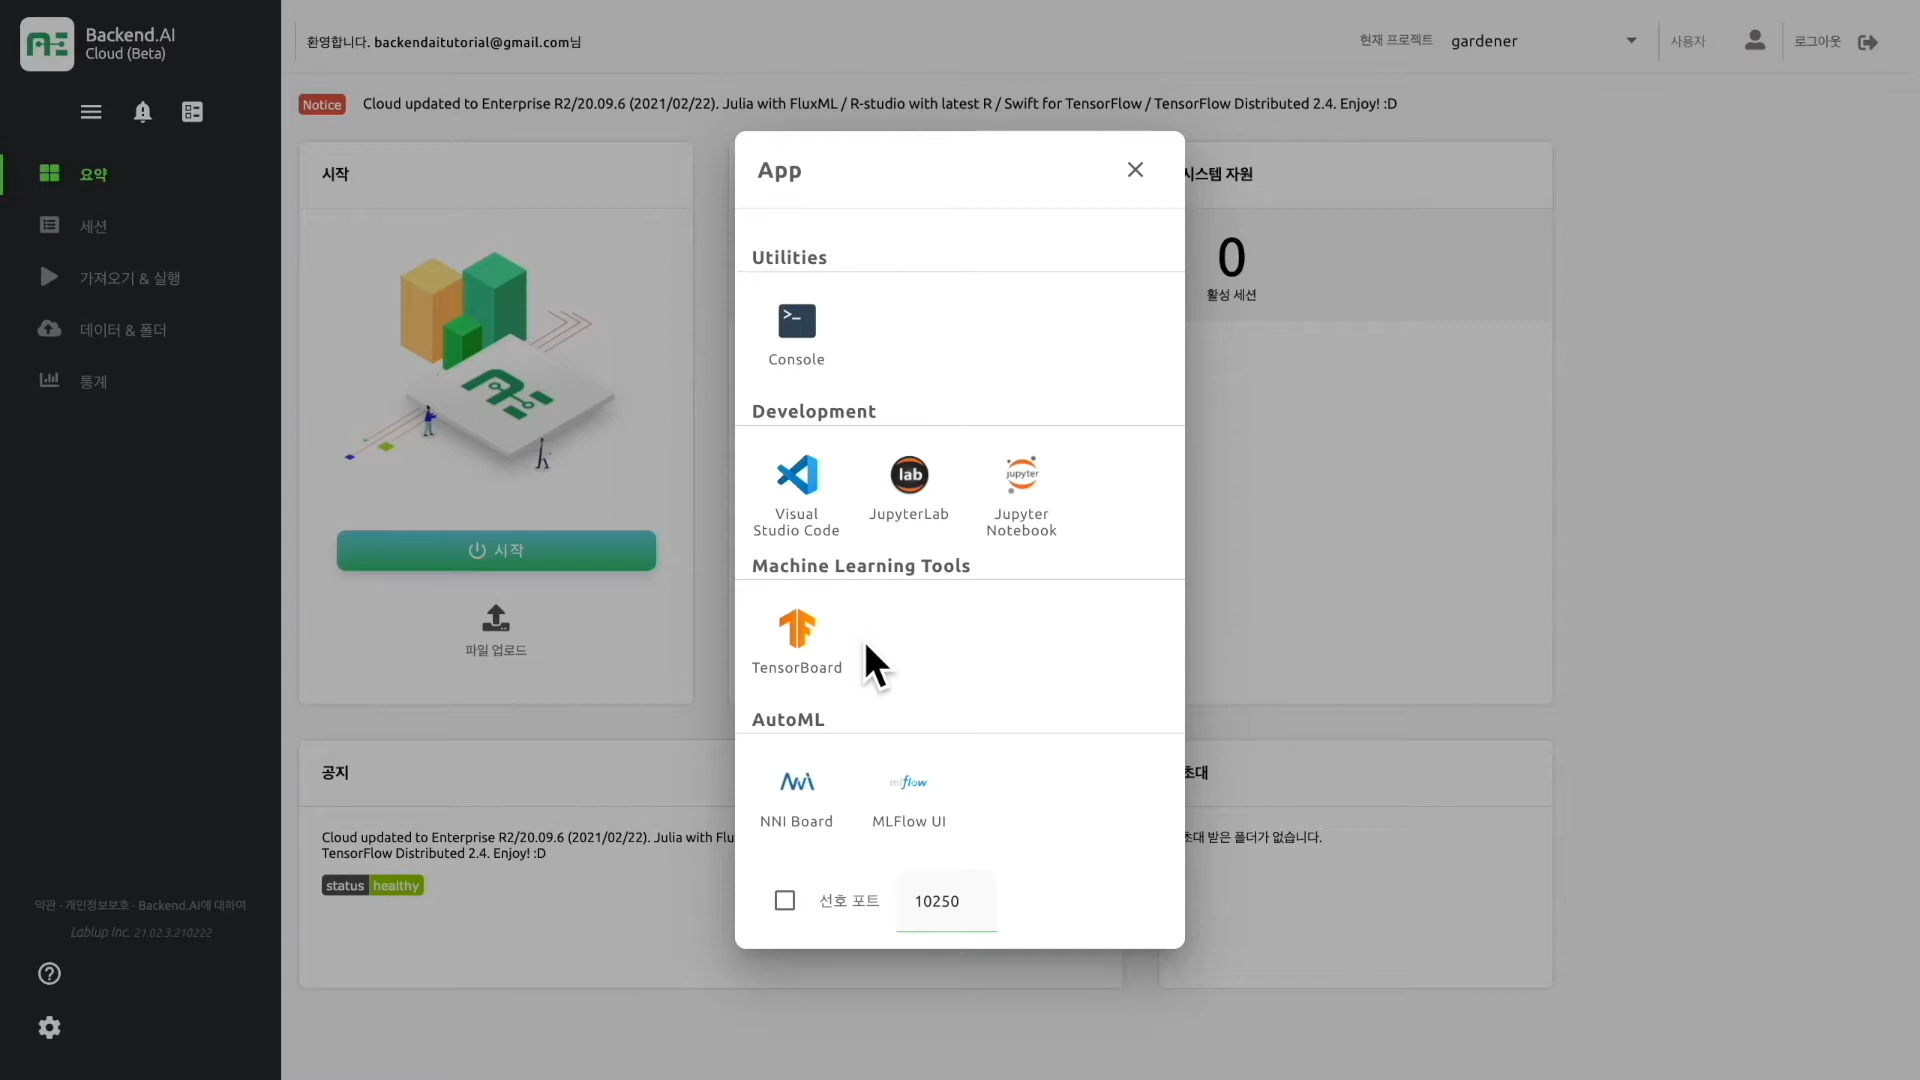 Backend.AI
Cloud (Beta)
환영합니다. backendaitutorial@gmail.com님
현재 프로젝트 gardener
사용자
로그아웃
Notice Cloud updated to Enterprise R2/20.09.6 (2021/02/22). Julia with FluxML / R-studio with latest R / Swift for TensorFlow / TensorFlow Distributed 2.4. Enjoy! :D
요약
세션
가져오기 & 실행
데이터 & 폴더
통계
시작
시작
파일 업로드
App
Utilities
>_
Console
Development
lab
jupyter
Visual
Studio Code
JupyterLab
Jupyter
Notebook
Machine Learning Tools
TensorBoard
AutoML
mlflow
NNI Board
MLFlow UI
선호 포트 10250
시스템 자원
0
활성 세션
공지
Cloud updated to Enterprise R2/20.09.6 (2021/02/22). Julia with Flu
TensorFlow Distributed 2.4. Enjoy! :D
status healthy
초대
초대 받은 폴더가 없습니다.
약관 · 개인정보보호 · Backend.AI에 대하여
Lablup Inc. 21.02.3.210222